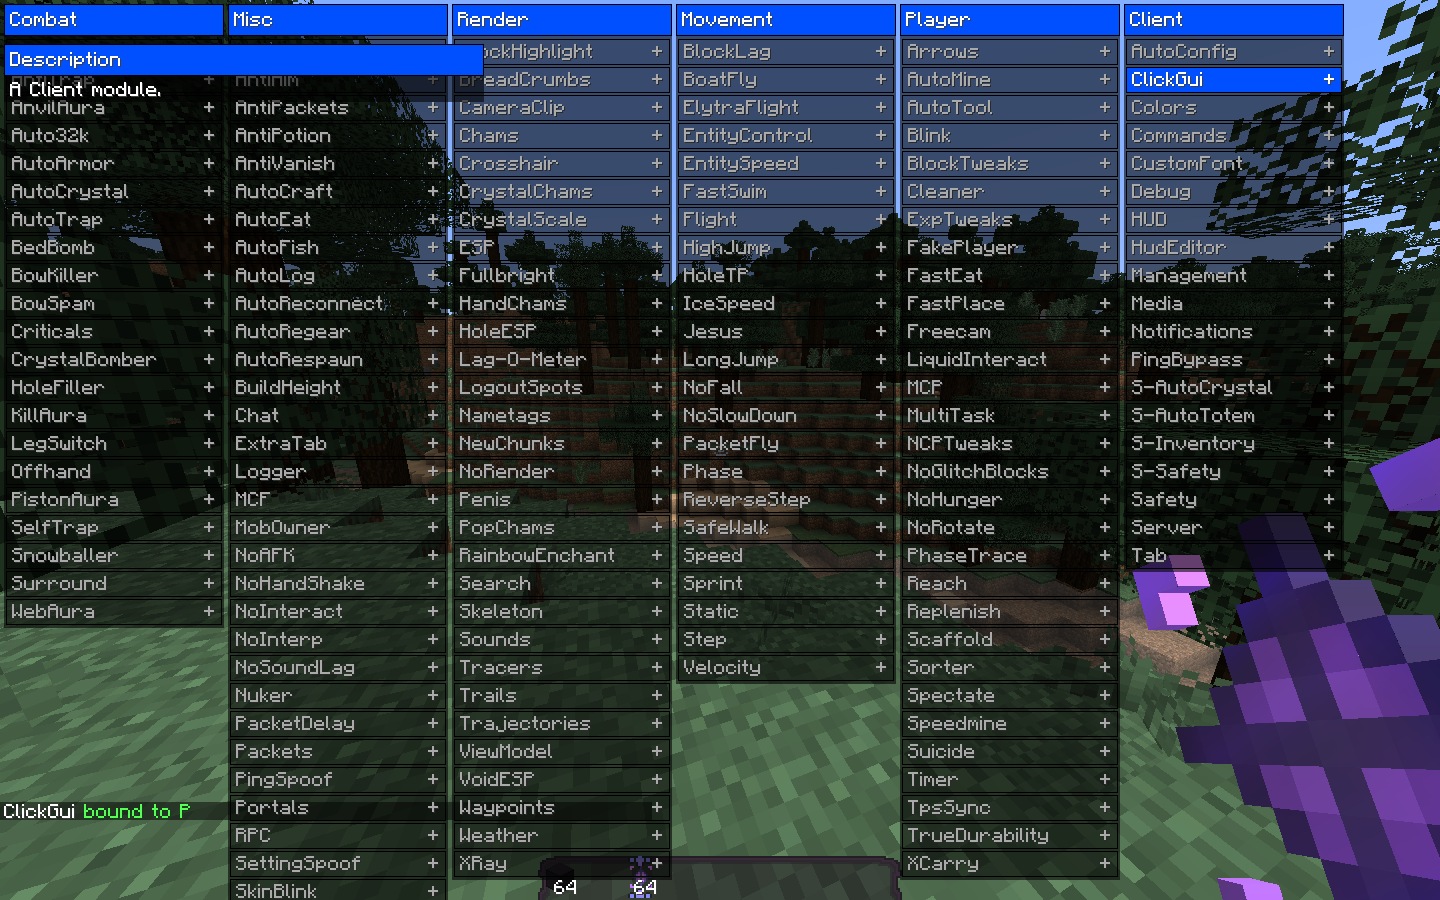 Combat
Description
A Client module.
AntiTrap
AnvilAura
Auto32k
AutoArmor
AutoCrystal
AutoTrap
BedBomb
BowKiller
BowSpam
Criticals
CrystalBomber
HoleFiller
KillAura
LegSwitch
Offhand
PistonAura
SelfTrap
Snowballer
Surround
WebAura
ClickGui bound to P
Misc
AntiAim
AntiPackets
AntiPotion
AntiVanish
AutoCraft
AutoEat
AutoFish
AutoLog
AutoReconnect
AutoRegear
AutoRespawn
BuildHeight
Chat
ExtraTab
Logger
MCF
MobOwner
NoAFK
NoHandShake
NoInteract
NoInterp
NoSoundLag
Nuker
PacketDelay
Packets
PingSpoof
Portals
RPC
SettingSpoof
SkinBlink
Render
ockHighlight
BreadCrumbs
CameraClip
Chams
Crosshair
CrystalChams
CrystalScale
ESP
Fullbright
HandChams
HoleESP
Lag-O-Meter
LogoutSpots
Nametags
NewChunks
NoRender
Penis
PopChams
RainbowEnchant
Search
Skeleton
Sounds
Tracers
Trails
Trajectories
ViewModel
VoidESP
Waypoints
Weather
XRay
64 64
Movement
BlockLag
BoatFly
ElytraFlight
EntityControl
EntitySpeed
FastSwim
Flight
HighJump
HoleTP
IceSpeed
Jesus
LongJump
NoFall
NoSlowDown
PacketFly
Phase
ReverseStep
SafeWalk
Speed
Sprint
Static
Step
Velocity
Player
Arrows
AutoMine
AutoTool
Blink
BlockTweaks
Cleaner
ExpTweaks
FakePlayer
FastEat
FastPlace
Freecam
LiquidInteract
MCP
MultiTask
NCPTweaks
NoGlitchBlocks
NoHunger
NoRotate
PhaseTrace
Reach
Replenish
Scaffold
Sorter
Spectate
Speedmine
Suicide
Timer
TpsSync
TrueDurability
XCarry
Client
AutoConfig
ClickGui
Colors
Commands
CustomFont
Debug
HUD
HudEditor
Management
Media
Notifications
PingBypass
S-AutoCrystal
S-AutoTotem
S-Inventory
S-Safety
Safety
Server
Tab